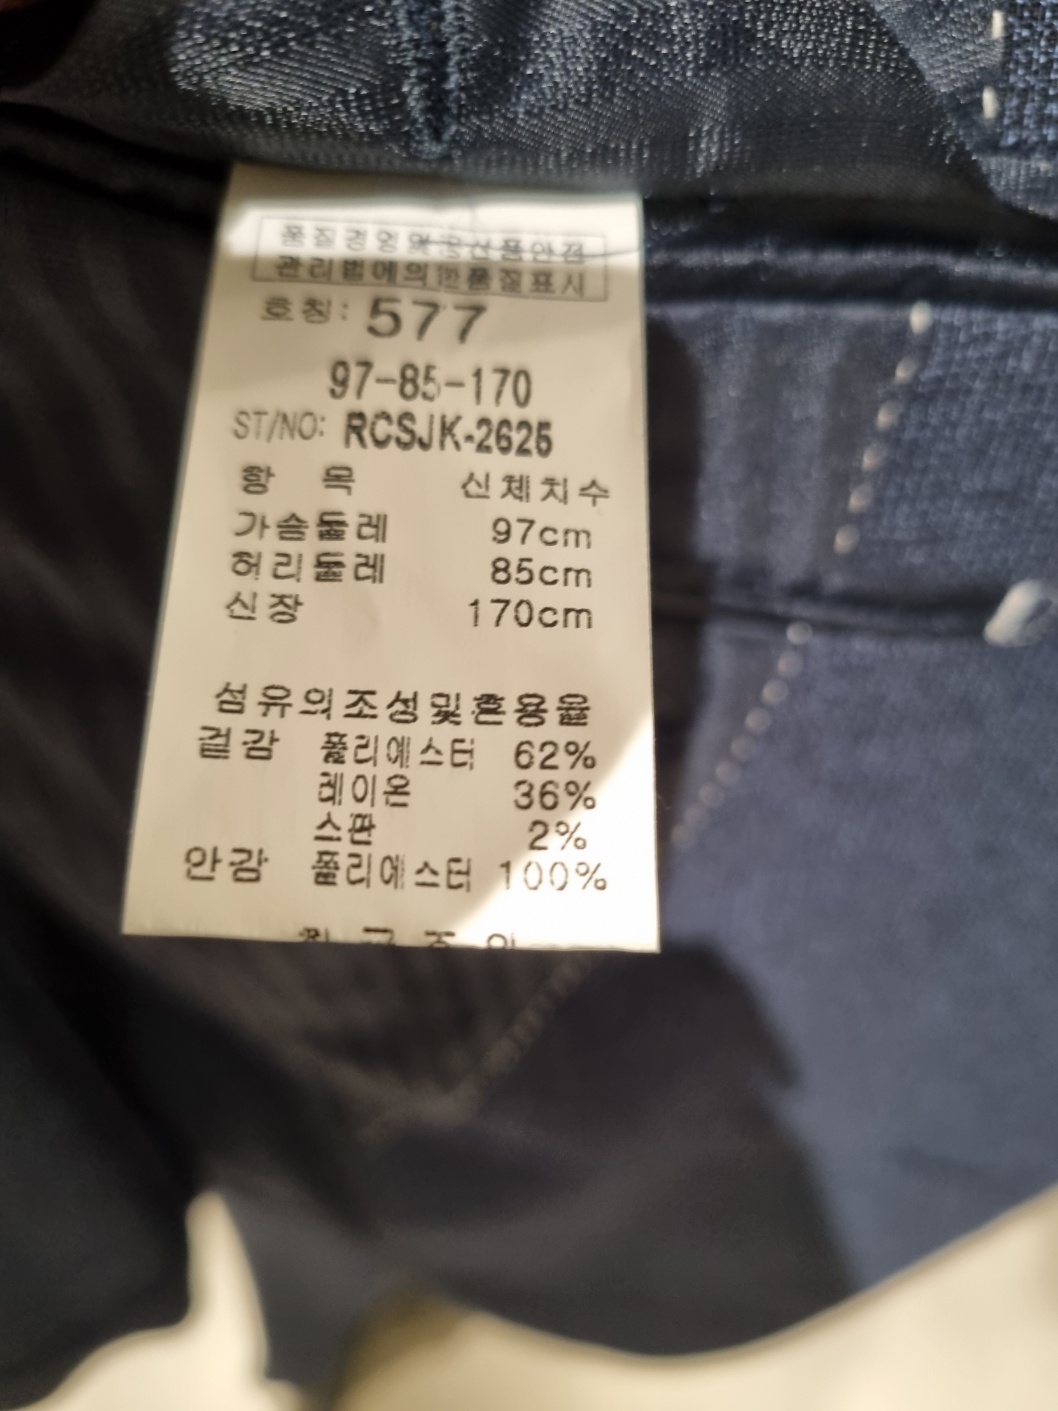 품질경영및공산품안전
관리법에의한품질표시
호칭: 577
97-85-170
ST/NO: RCSJK-2625
항 목 신체치수
가슴둘레 97cm
허리둘레 85cm
신장 170cm
섬유의조성및혼용율
겉감 폴리에스터 62%
레이온 36%
스판 2%
안감 폴리에스터 100%